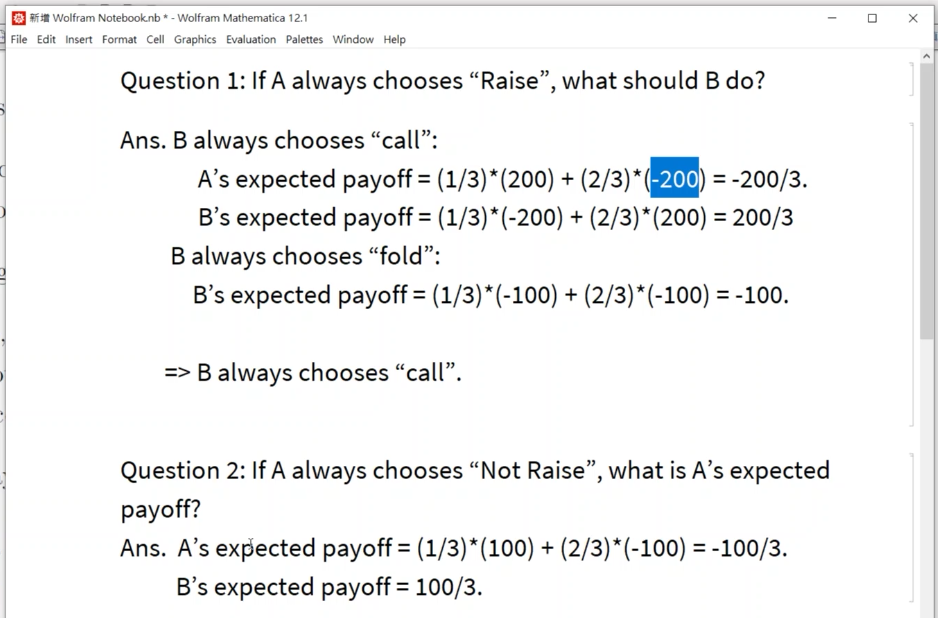 新增 Wolfram Notebook.nb * - Wolfram Mathematica 12.1
File Edit Insert Format Cell Graphics Evaluation Palettes Window Help
Question 1: If A always chooses “Raise”, what should B do?
Ans. B always chooses “call”:
A’s expected payoff = (1/3)*(200) + (2/3)*(-200) = -200/3.
B’s expected payoff = (1/3)*(-200) + (2/3)*(200) = 200/3
B always chooses “fold”:
B’s expected payoff = (1/3)*(-100) + (2/3)*(-100) = -100.
=> B always chooses “call”.
Question 2: If A always chooses “Not Raise”, what is A’s expected
payoff?
Ans. A’s expected payoff = (1/3)*(100) + (2/3)*(-100) = -100/3.
B’s expected payoff = 100/3.